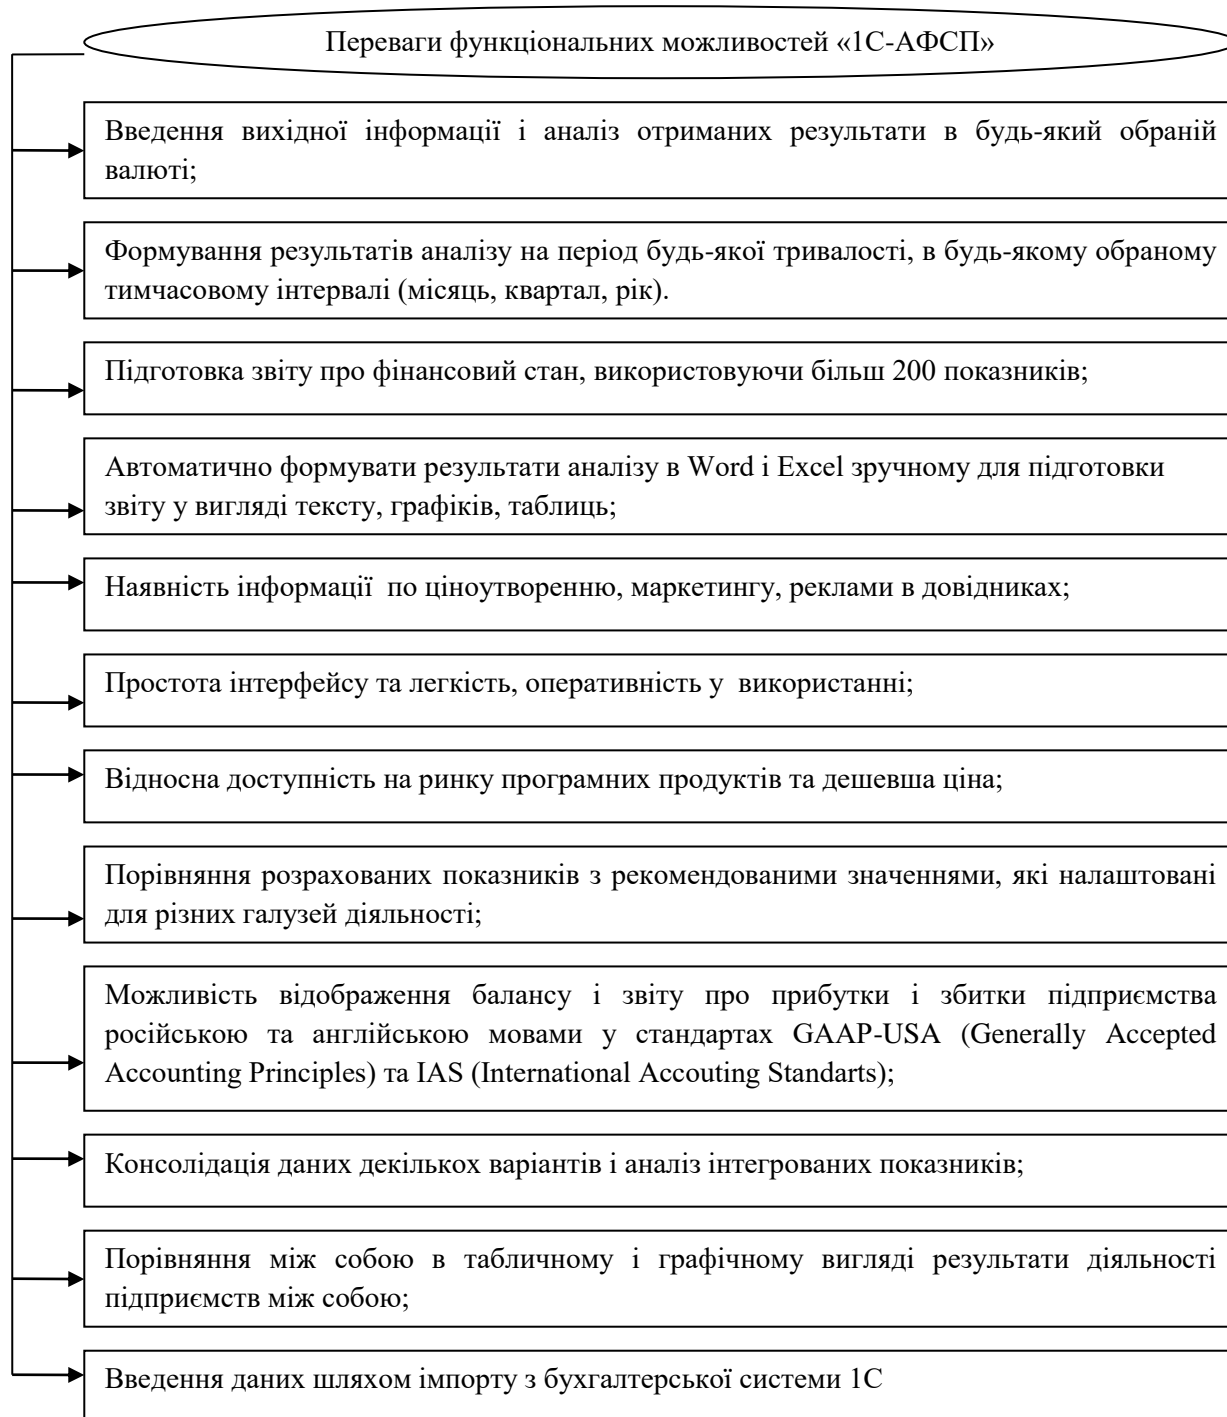 Переваги функціональних можливостей «1С-АФСП»
Введення вихідної інформації і аналіз отриманих результати в будь-який обраній
валюті;
Формування результатів аналізу на період будь-якої тривалості, в будь-якому обраному
тимчасовому інтервалі (місяць, квартал, рік).
Підготовка звіту про фінансовий стан, використовуючи більш 200 показників;
Автоматично формувати результати аналізу в Word і Excel зручному для підготовки
звіту у вигляді тексту, графіків, таблиць;
Наявність інформації по ціноутворенню, маркетингу, реклами в довідниках;
Простота інтерфейсу та легкість, оперативність у використанні;
Відносна доступність на ринку програмних продуктів та дешевша ціна;
Порівняння розрахованих показників з рекомендованими значеннями, які налаштовані
для різних галузей діяльності;
Можливість відображення балансу і звіту про прибутки і збитки підприємства
російською та англійською мовами у стандартах GAAP-USA (Generally Accepted
Accounting Principles) та IAS (International Accouting Standarts);
Консолідація даних декількох варіантів і аналіз інтегрованих показників;
Порівняння між собою в табличному і графічному вигляді результати діяльності
підприємств між собою;
Введення даних шляхом імпорту з бухгалтерської системи 1С